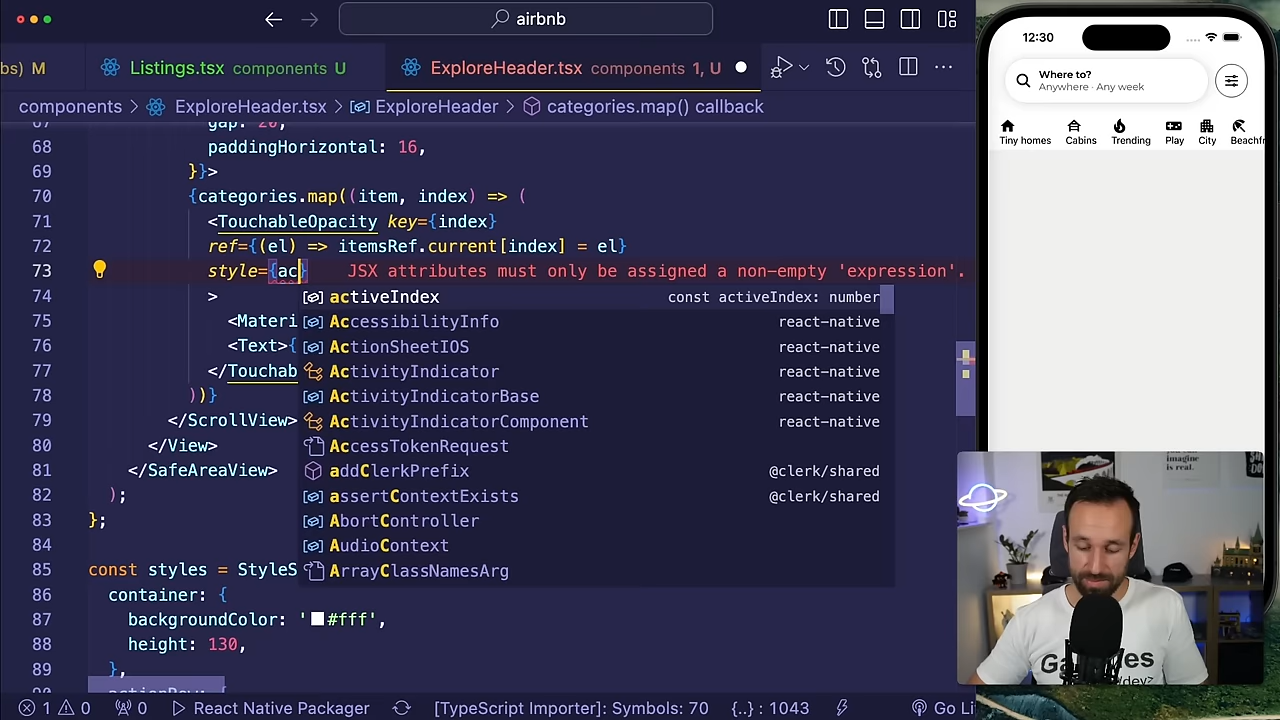 airbnb
bs) M
Listings.tsx components U
ExploreHeader.tsx components 1, U
components > ExploreHeader.tsx > ExploreHeader > categories.map() callback
67 gap: 20,
68 paddingHorizontal: 16,
69 }}>
70 {categories.map((item, index) => (
71 <TouchableOpacity key={index}
72 ref={(el) => itemsRef.current[index] = el}
73 style={ac} JSX attributes must only be assigned a non-empty 'expression'.
74 >
75 <Materi
76 <Text>{
77 </Touchab
78 ))}
79 </ScrollView>
80 </View>
81 </SafeAreaView>
82 );
83 };
84
85 const styles = StyleS
86 container: {
87 backgroundColor: '#fff',
88 height: 130,
89 },
90 actionRow: {
activeIndex const activeIndex: number
AccessibilityInfo react-native
ActionSheetIOS react-native
ActivityIndicator react-native
ActivityIndicatorBase react-native
ActivityIndicatorComponent react-native
AccessTokenRequest
addClerkPrefix @clerk/shared
assertContextExists @clerk/shared
AbortController
AudioContext
ArrayClassNamesArg
1 0 0 React Native Packager [TypeScript Importer]: Symbols: 70 {..} : 1043 Go Li
12:30
Where to?
Anywhere · Any week
Tiny homes Cabins Trending Play City Beachfr
imagine
is real.